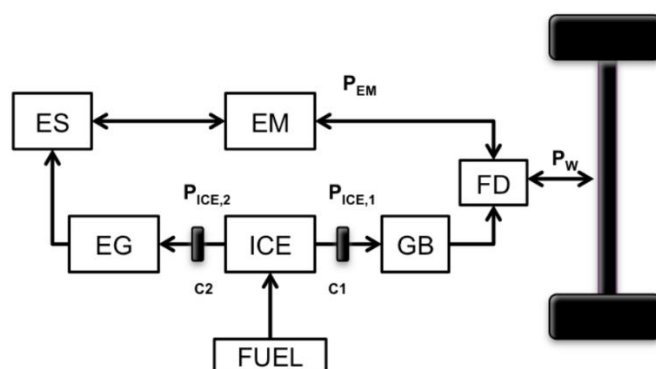 P_EM
ES
EM
P_W
FD
P_ICE,2
P_ICE,1
EG
ICE
GB
C2
C1
FUEL